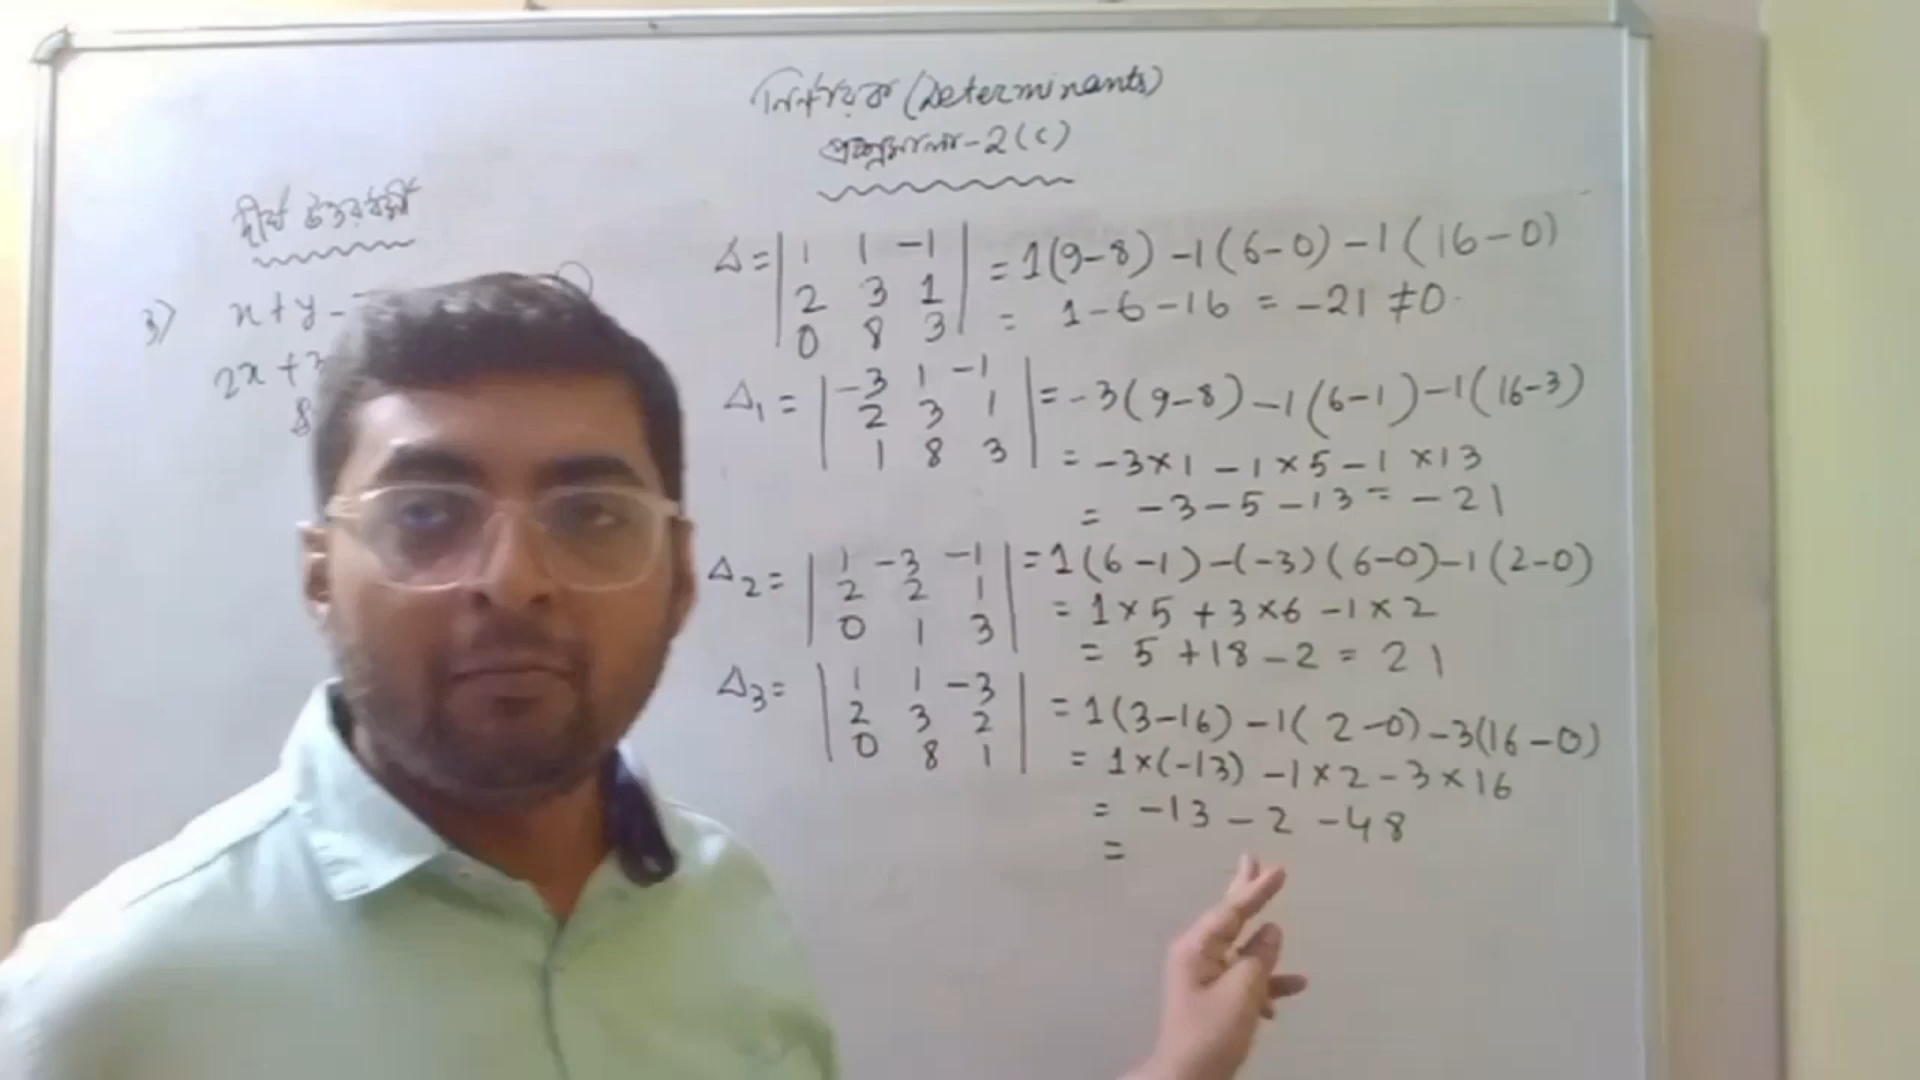 নির্ণায়ক (Determinants)
প্রশ্নমালা-2(c)
দীর্ঘ উত্তরধর্মী
3) x+y-
2x+3
8
Δ = | 1 1 -1 | = 1(9-8) -1(6-0) -1(16-0)
| 2 3 1 | = 1-6-16 = -21 ≠0.
| 0 8 3 |
Δ1 = | -3 1 -1 | = -3(9-8) -1(6-1) -1(16-3)
| 2 3 1 |
| 1 8 3 | = -3×1 -1×5 -1×13
= -3-5-13 = -21
Δ2 = | 1 -3 -1 | = 1(6-1) -(-3)(6-0) -1(2-0)
| 2 2 1 | = 1×5 +3×6 -1×2
| 0 1 3 | = 5+18-2 = 21
Δ3 = | 1 1 -3 | = 1(3-16) -1(2-0) -3(16-0)
| 2 3 2 |
| 0 8 1 | = 1×(-13) -1×2 -3×16
= -13 -2 -48
=